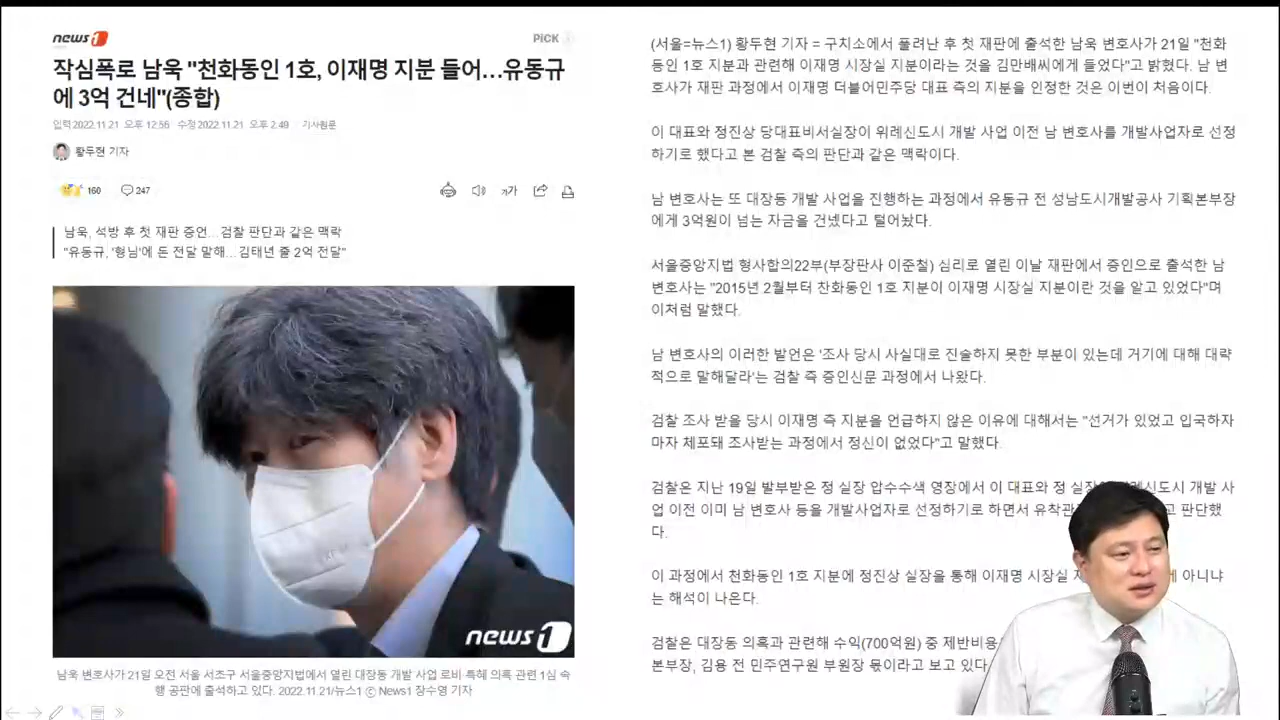 news1
PiCK
작심폭로 남욱 "천화동인 1호, 이재명 지분 들어…유동규
에 3억 건네"(종합)
입력 2022.11.21 오후 12:56 수정 2022.11.21 오후 2:49 기사원문
황두현 기자
160 247
가가
남욱, 석방 후 첫 재판 증언…검찰 판단과 같은 맥락
"유동규, '형님'에 돈 전달 말해…김태년 줄 2억 전달"
news1
남욱 변호사가 21일 오전 서울 서초구 서울중앙지법에서 열린 대장동 개발 사업 로비 특혜 의혹 관련 1심 속
행 공판에 출석하고 있다. 2022.11.21/뉴스1 ⓒ News1 장수영 기자
(서울=뉴스1) 황두현 기자 = 구치소에서 풀려난 후 첫 재판에 출석한 남욱 변호사가 21일 "천화
동인 1호 지분과 관련해 이재명 시장실 지분이라는 것을 김만배씨에게 들었다"고 밝혔다. 남 변
호사가 재판 과정에서 이재명 더불어민주당 대표 측의 지분을 인정한 것은 이번이 처음이다.
이 대표와 정진상 당대표비서실장이 위례신도시 개발 사업 이전 남 변호사를 개발사업자로 선정
하기로 했다고 본 검찰 측의 판단과 같은 맥락이다.
남 변호사는 또 대장동 개발 사업을 진행하는 과정에서 유동규 전 성남도시개발공사 기획본부장
에게 3억원이 넘는 자금을 건넸다고 털어놨다.
서울중앙지법 형사합의22부(부장판사 이준철) 심리로 열린 이날 재판에서 증인으로 출석한 남
변호사는 "2015년 2월부터 찬화동인 1호 지분이 이재명 시장실 지분이란 것을 알고 있었다"며
이처럼 말했다.
남 변호사의 이러한 발언은 '조사 당시 사실대로 진술하지 못한 부분이 있는데 거기에 대해 대략
적으로 말해달라'는 검찰 측 증인신문 과정에서 나왔다.
검찰 조사 받을 당시 이재명 측 지분을 언급하지 않은 이유에 대해서는 "선거가 있었고 입국하자
마자 체포돼 조사받는 과정에서 정신이 없었다"고 말했다.
검찰은 지난 19일 발부받은 정 실장 압수수색 영장에서 이 대표와 정 실장 개발 사
업 이전 이미 남 변호사 등을 개발사업자로 선정하기로 하면서 고 판단했
다.
이 과정에서 천화동인 1호 지분에 정진상 실장을 통해 이재명 시장실 아니냐
는 해석이 나온다.
검찰은 대장동 의혹과 관련해 수익(700억원) 중 제반비용
본부장, 김용 전 민주연구원 부원장 몫이라고 보고 있다.